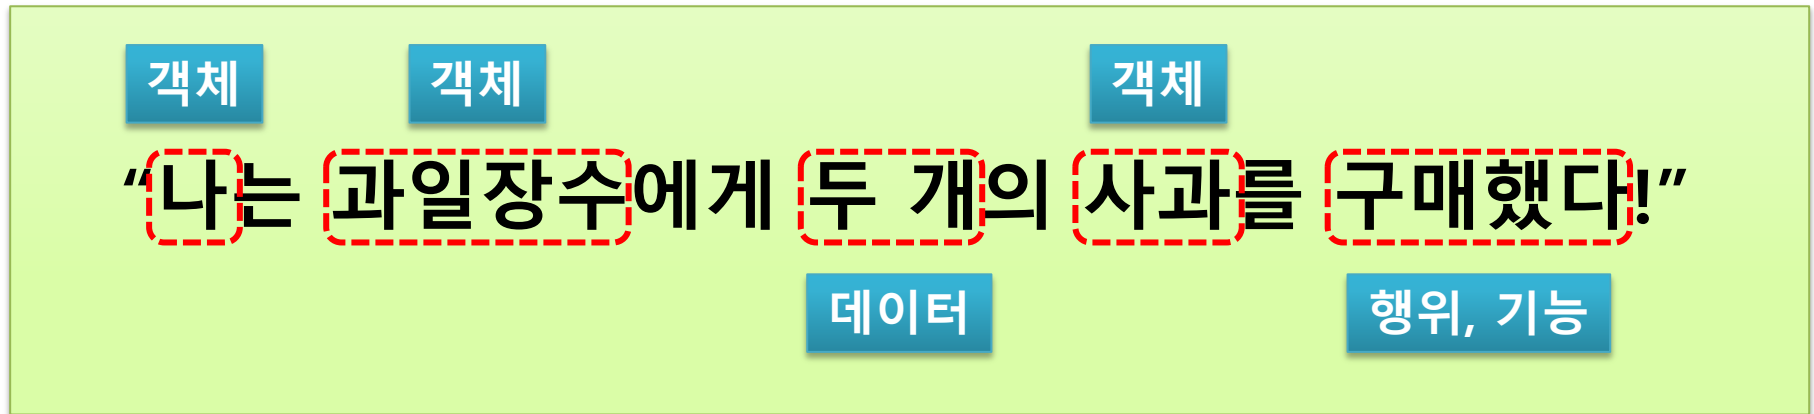 객체 객체 객체
“나는 과일장수에게 두 개의 사과를 구매했다!”
데이터 행위, 기능